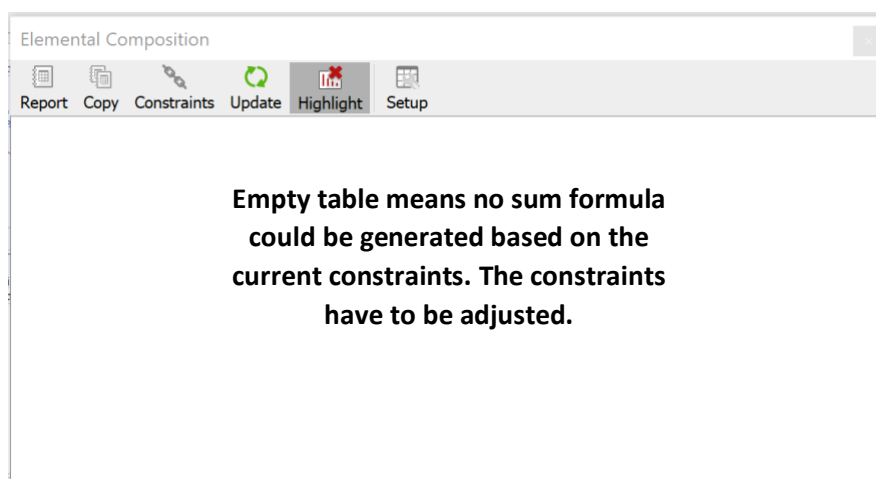 Elemental Composition
Report Copy Constraints Update Highlight Setup
Empty table means no sum formula
could be generated based on the
current constraints. The constraints
have to be adjusted.